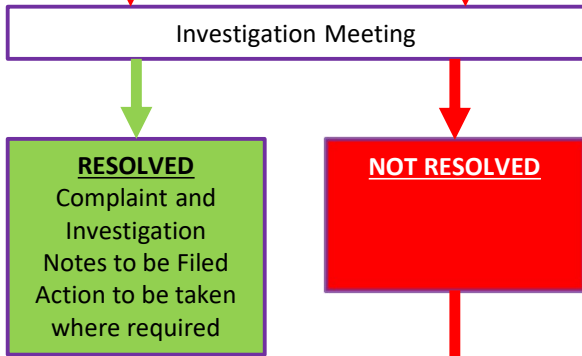 Investigation Meeting
RESOLVED
Complaint and
Investigation
Notes to be Filed
Action to be taken
where required
NOT RESOLVED